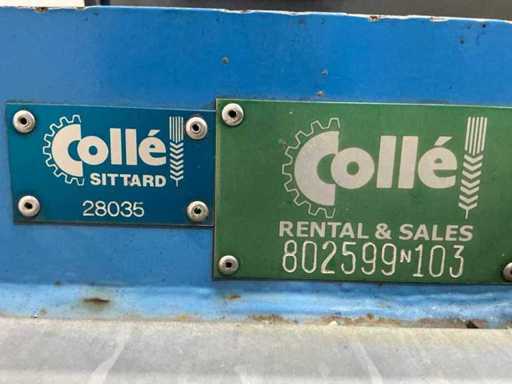 Collé
SITTARD
28035
Collé
RENTAL & SALES
802599N103